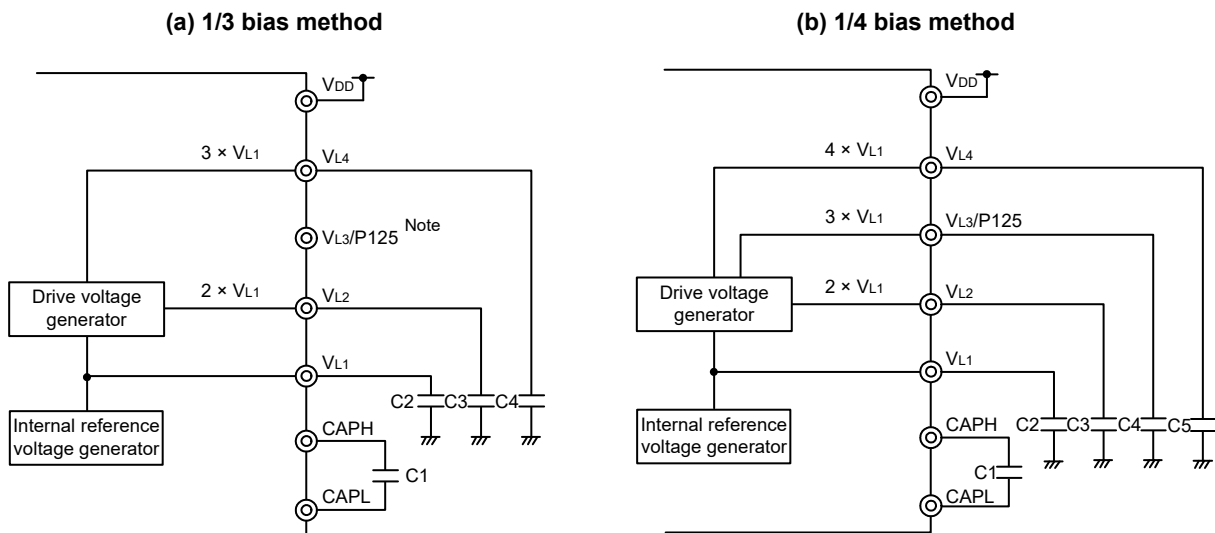 (a) 1/3 bias method
VDD
3 × VL1
VL4
VL3/P125 Note
Drive voltage
generator
2 × VL1
VL2
VL1
C2
C3
C4
Internal reference
voltage generator
CAPH
C1
CAPL
(b) 1/4 bias method
VDD
4 × VL1
VL4
3 × VL1
VL3/P125
Drive voltage
generator
2 × VL1
VL2
VL1
Internal reference
voltage generator
C2
C3
C4
C5
CAPH
C1
CAPL